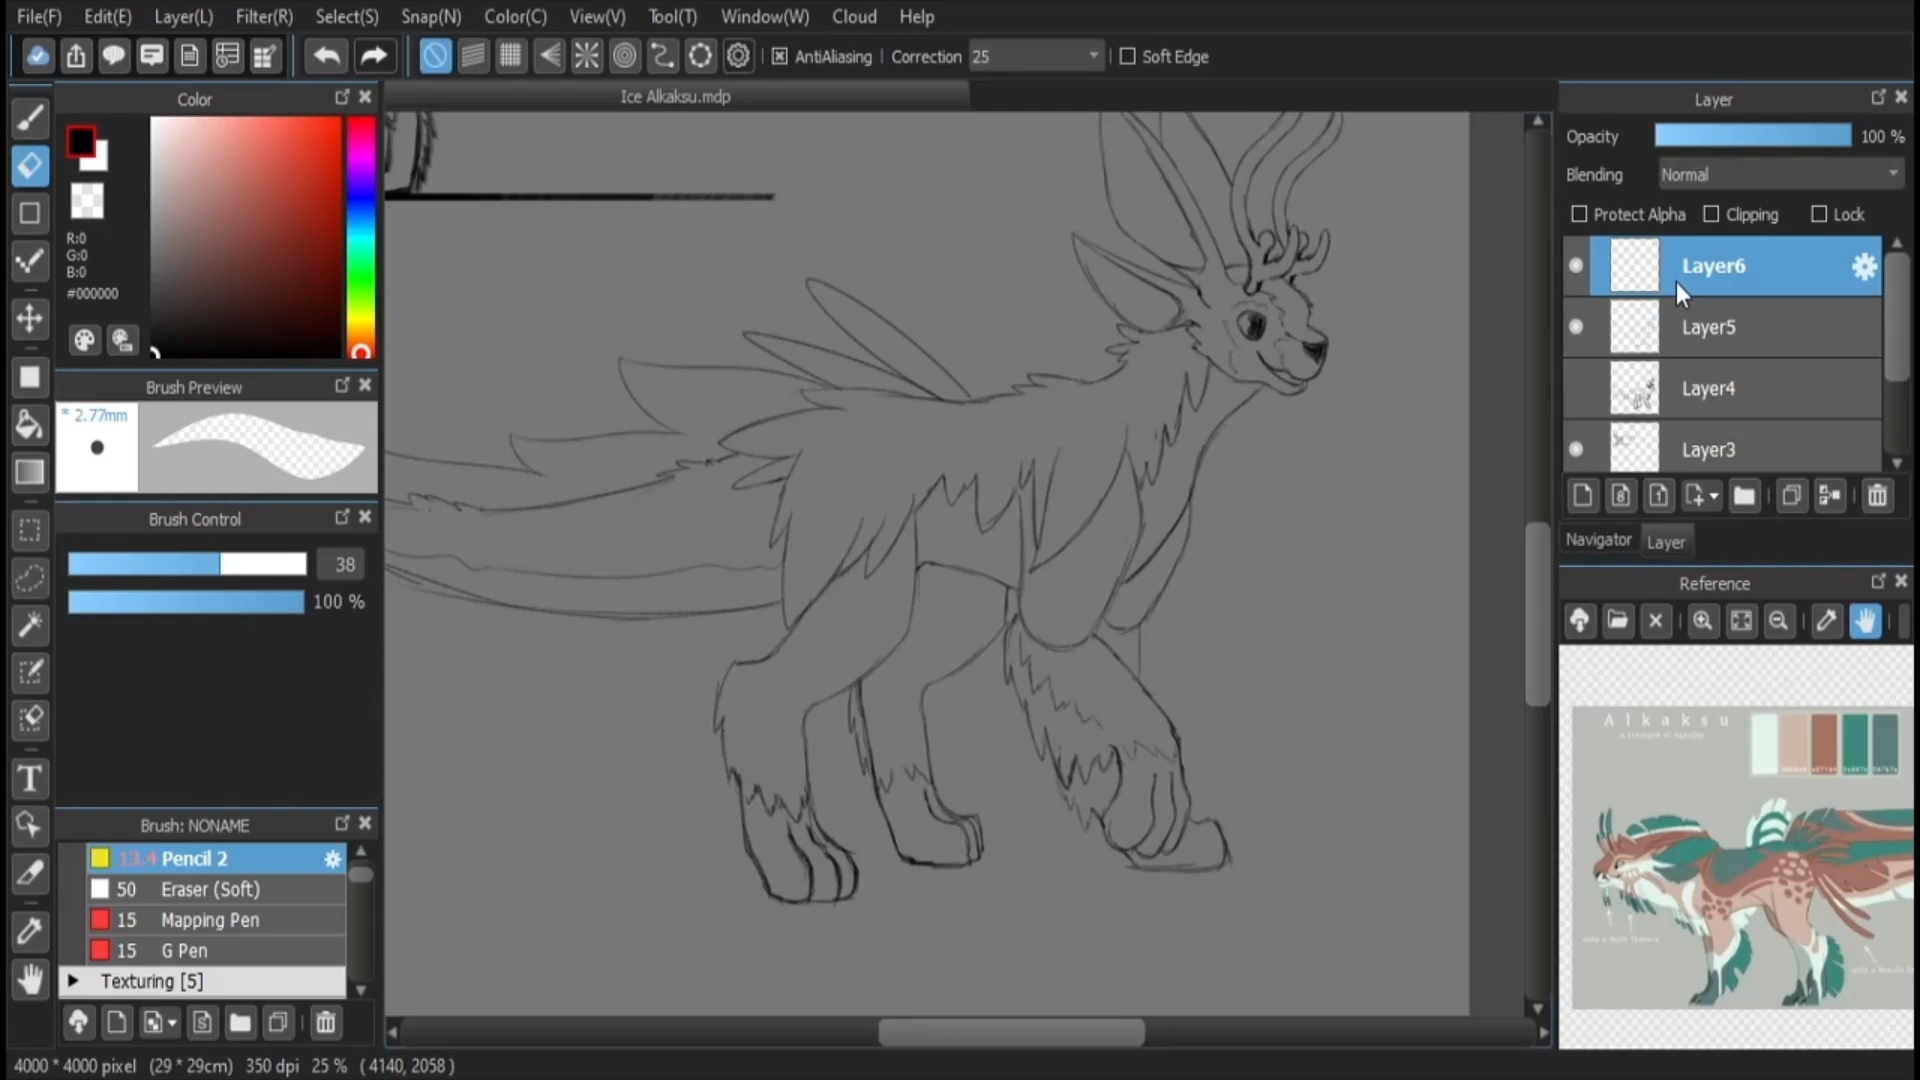 File(F) Edit(E) Layer(L) Filter(R) Select(S) Snap(N) Color(C) View(V) Tool(T) Window(W) Cloud Help
AntiAliasing Correction 25 Soft Edge
Color
R:0
G:0
B:0
#000000
Brush Preview
* 2.77mm
Brush Control
38
100 %
Brush: NONAME
13.4 Pencil 2
50 Eraser (Soft)
15 Mapping Pen
15 G Pen
Texturing [5]
Ice Alkaksu.mdp
Layer
Opacity 100 %
Blending Normal
Protect Alpha Clipping Lock
Layer6
Layer5
Layer4
Layer3
Navigator Layer
Reference
Alkaksu
4000 * 4000 pixel (29 * 29cm) 350 dpi 25 % ( 4140, 2058 )